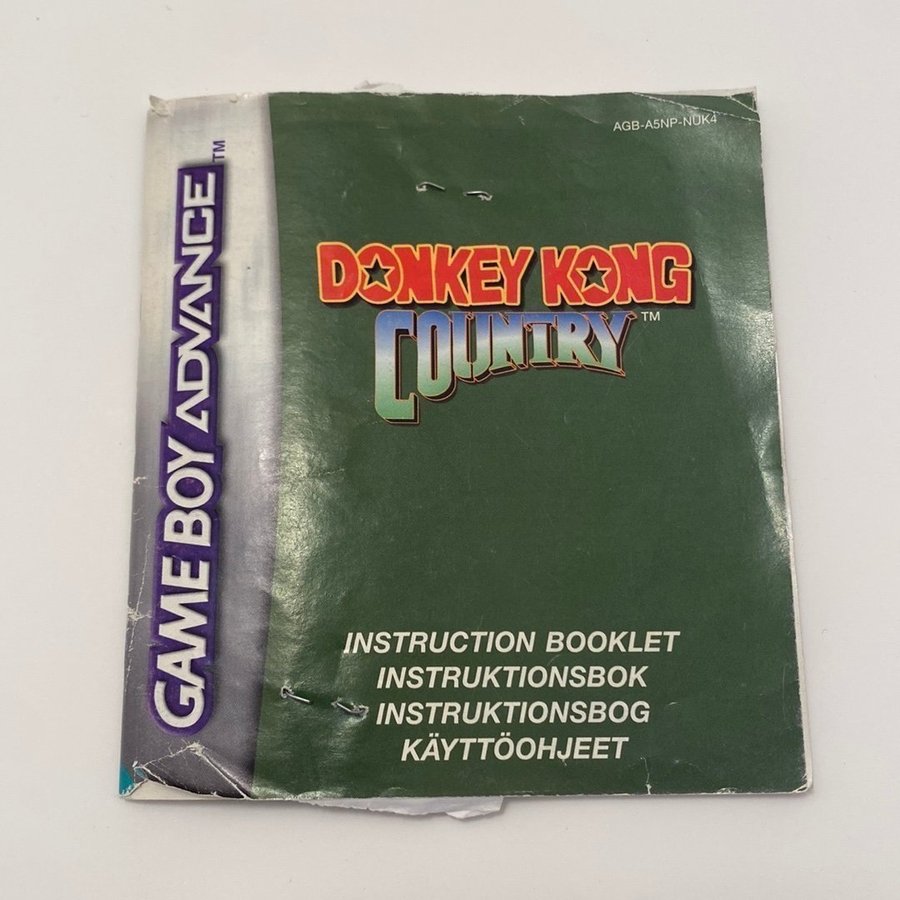 AGB-A5NP-NUK4
GAME BOY ADVANCE™
DONKEY KONG
COUNTRY™
INSTRUCTION BOOKLET
INSTRUKTIONSBOK
INSTRUKTIONSBOG
KÄYTTÖOHJEET